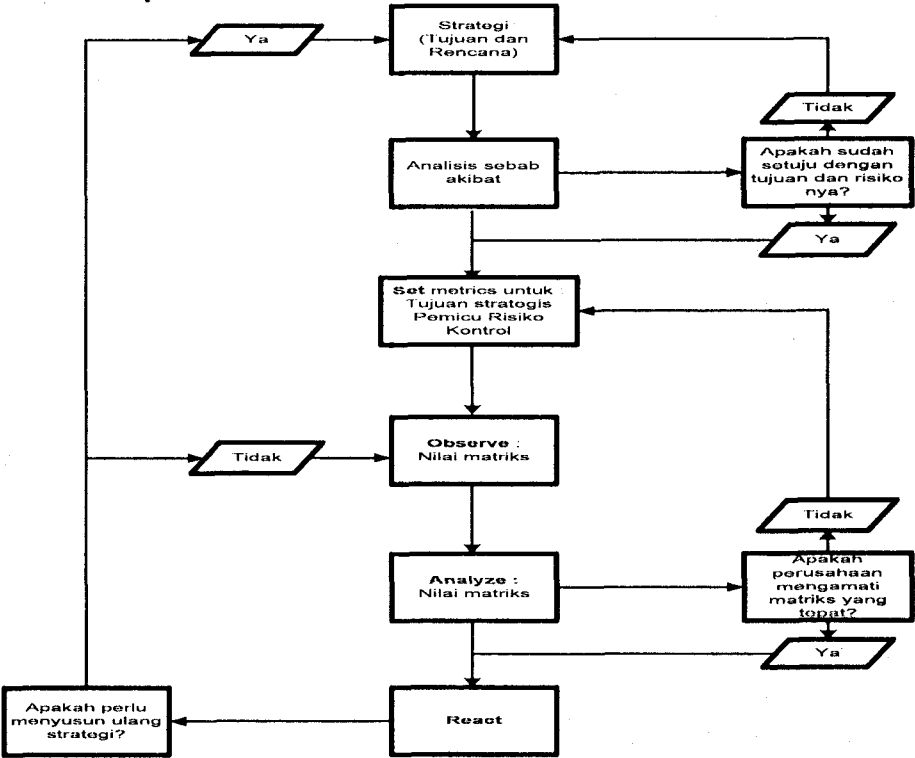 Ya
Strategi
(Tujuan dan
Rencana)
Tidak
Analisis sebab
akibat
Apakah sudah
setuju dengan
tujuan dan risiko
nya?
Ya
Set metrics untuk :
Tujuan strategis
Pemicu Risiko
Kontrol
Tidak
Observe :
Nilai matriks
Tidak
Analyze :
Nilai matriks
Apakah
perusahaan
mengamati
matriks yang
tepat?
Ya
Apakah perlu
menyusun ulang
strategi?
React